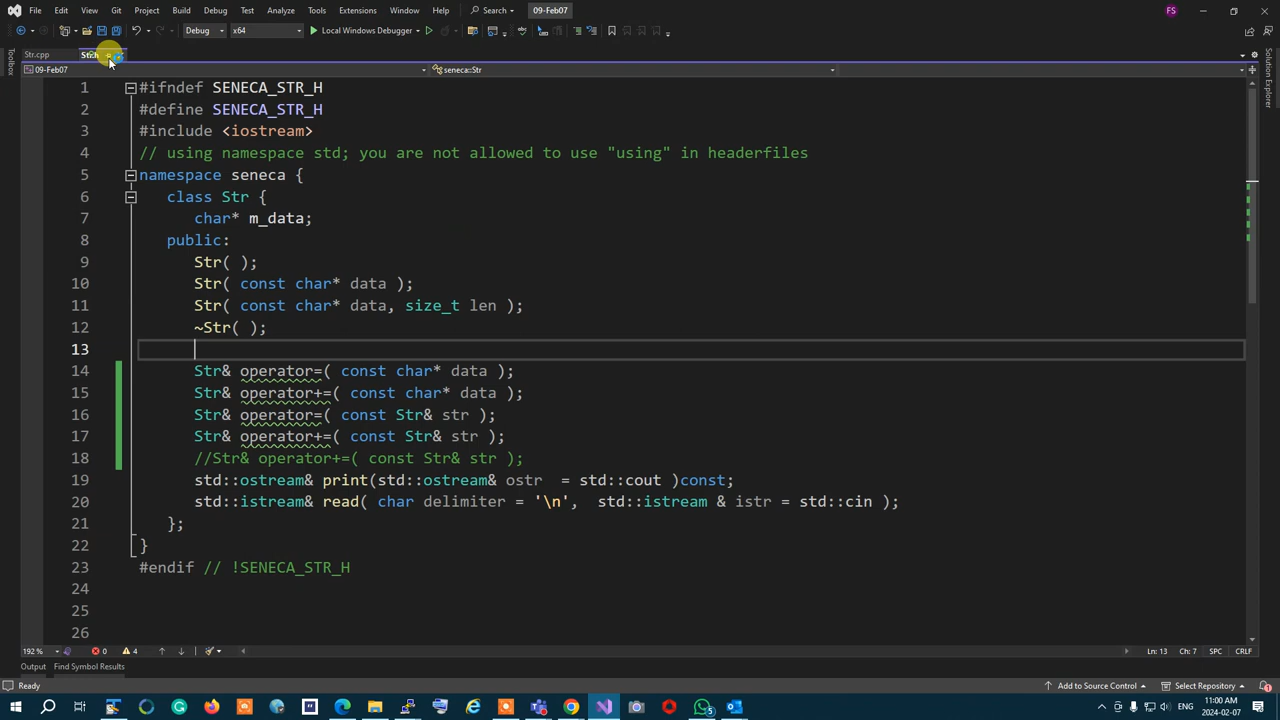 File Edit View Git Project Build Debug Test Analyze Tools Extensions Window Help Search 09-Feb07 FS
Debug x64 Local Windows Debugger
Str.cpp
09-Feb07 seneca::Str
Toolbox
Solution Explorer
1 #ifndef SENECA_STR_H
2 #define SENECA_STR_H
3 #include <iostream>
4 // using namespace std; you are not allowed to use "using" in headerfiles
5 namespace seneca {
6 class Str {
7 char* m_data;
8 public:
9 Str( );
10 Str( const char* data );
11 Str( const char* data, size_t len );
12 ~Str( );
13
14 Str& operator=( const char* data );
15 Str& operator+=( const char* data );
16 Str& operator=( const Str& str );
17 Str& operator+=( const Str& str );
18 //Str& operator+=( const Str& str );
19 std::ostream& print(std::ostream& ostr = std::cout )const;
20 std::istream& read( char delimiter = '\n', std::istream & istr = std::cin );
21 };
22 }
23 #endif // !SENECA_STR_H
24
25
26
192 % 0 4 Ln: 13 Ch: 7 SPC CRLF
Output Find Symbol Results
Ready Add to Source Control Select Repository 1
5 11:00 AM
2024-02-07